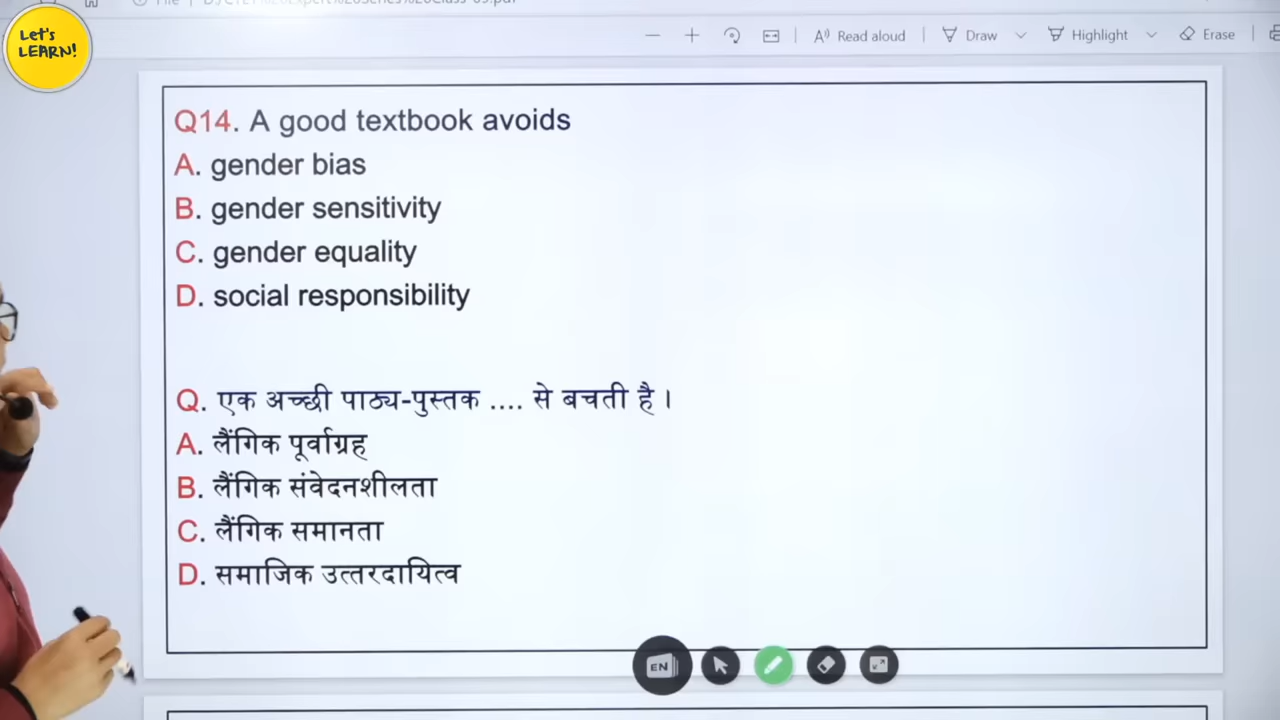 Let's
LEARN!
Read aloud
Draw
Highlight
Erase
Q14. A good textbook avoids
A. gender bias
B. gender sensitivity
C. gender equality
D. social responsibility
Q. एक अच्छी पाठ्य-पुस्तक .... से बचती है ।
A. लैंगिक पूर्वाग्रह
B. लैंगिक संवेदनशीलता
C. लैंगिक समानता
D. समाजिक उत्तरदायित्व
EN